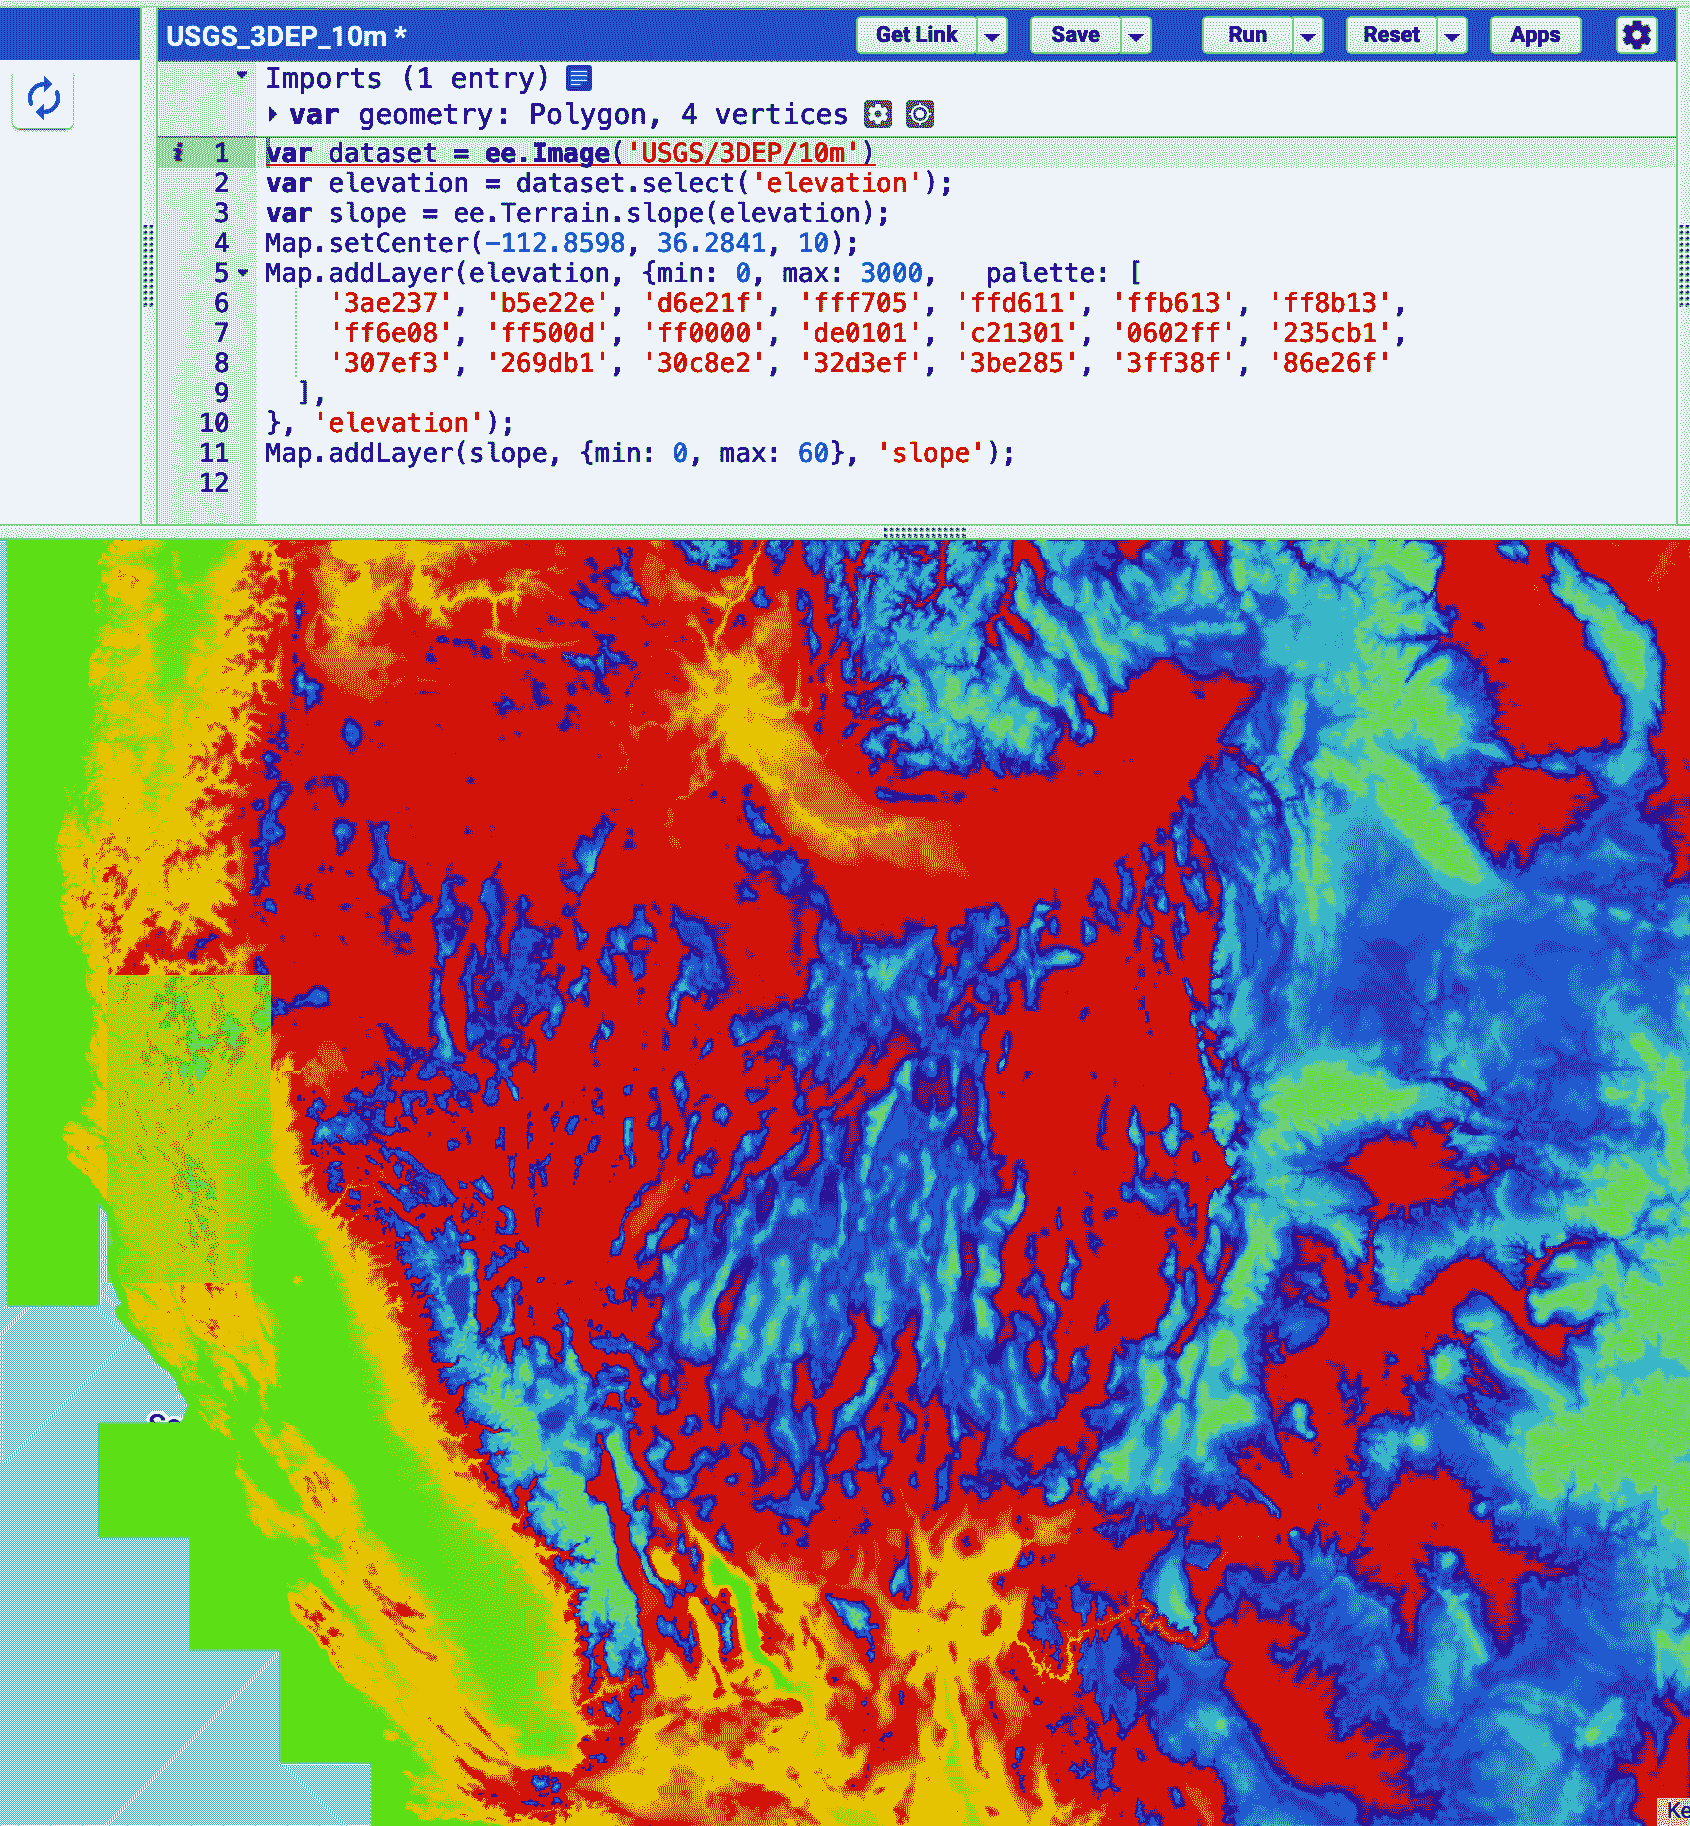 USGS_3DEP_10m *
Get Link
Save
Run
Reset
Apps
Imports (1 entry)
var geometry: Polygon, 4 vertices
i 1 var dataset = ee.Image('USGS/3DEP/10m')
2 var elevation = dataset.select('elevation');
3 var slope = ee.Terrain.slope(elevation);
4 Map.setCenter(-112.8598, 36.2841, 10);
5 Map.addLayer(elevation, {min: 0, max: 3000,   palette: [
6     '3ae237', 'b5e22e', 'd6e21f', 'fff705', 'ffd611', 'ffb613', 'ff8b13',
7     'ff6e08', 'ff500d', 'ff0000', 'de0101', 'c21301', '0602ff', '235cb1',
8     '307ef3', '269db1', '30c8e2', '32d3ef', '3be285', '3ff38f', '86e26f'
9   ],
10 }, 'elevation');
11 Map.addLayer(slope, {min: 0, max: 60}, 'slope');
12
Ke